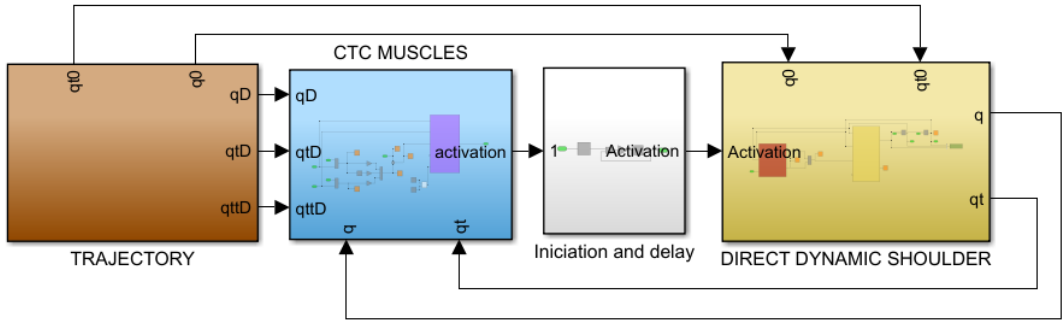 CTC MUSCLES
qt0
q0
qD
qtD
qttD
TRAJECTORY
qD
qtD
qttD
activation
q
qt
1
Activation
Iniciation and delay
q0
qt0
Activation
q
qt
DIRECT DYNAMIC SHOULDER